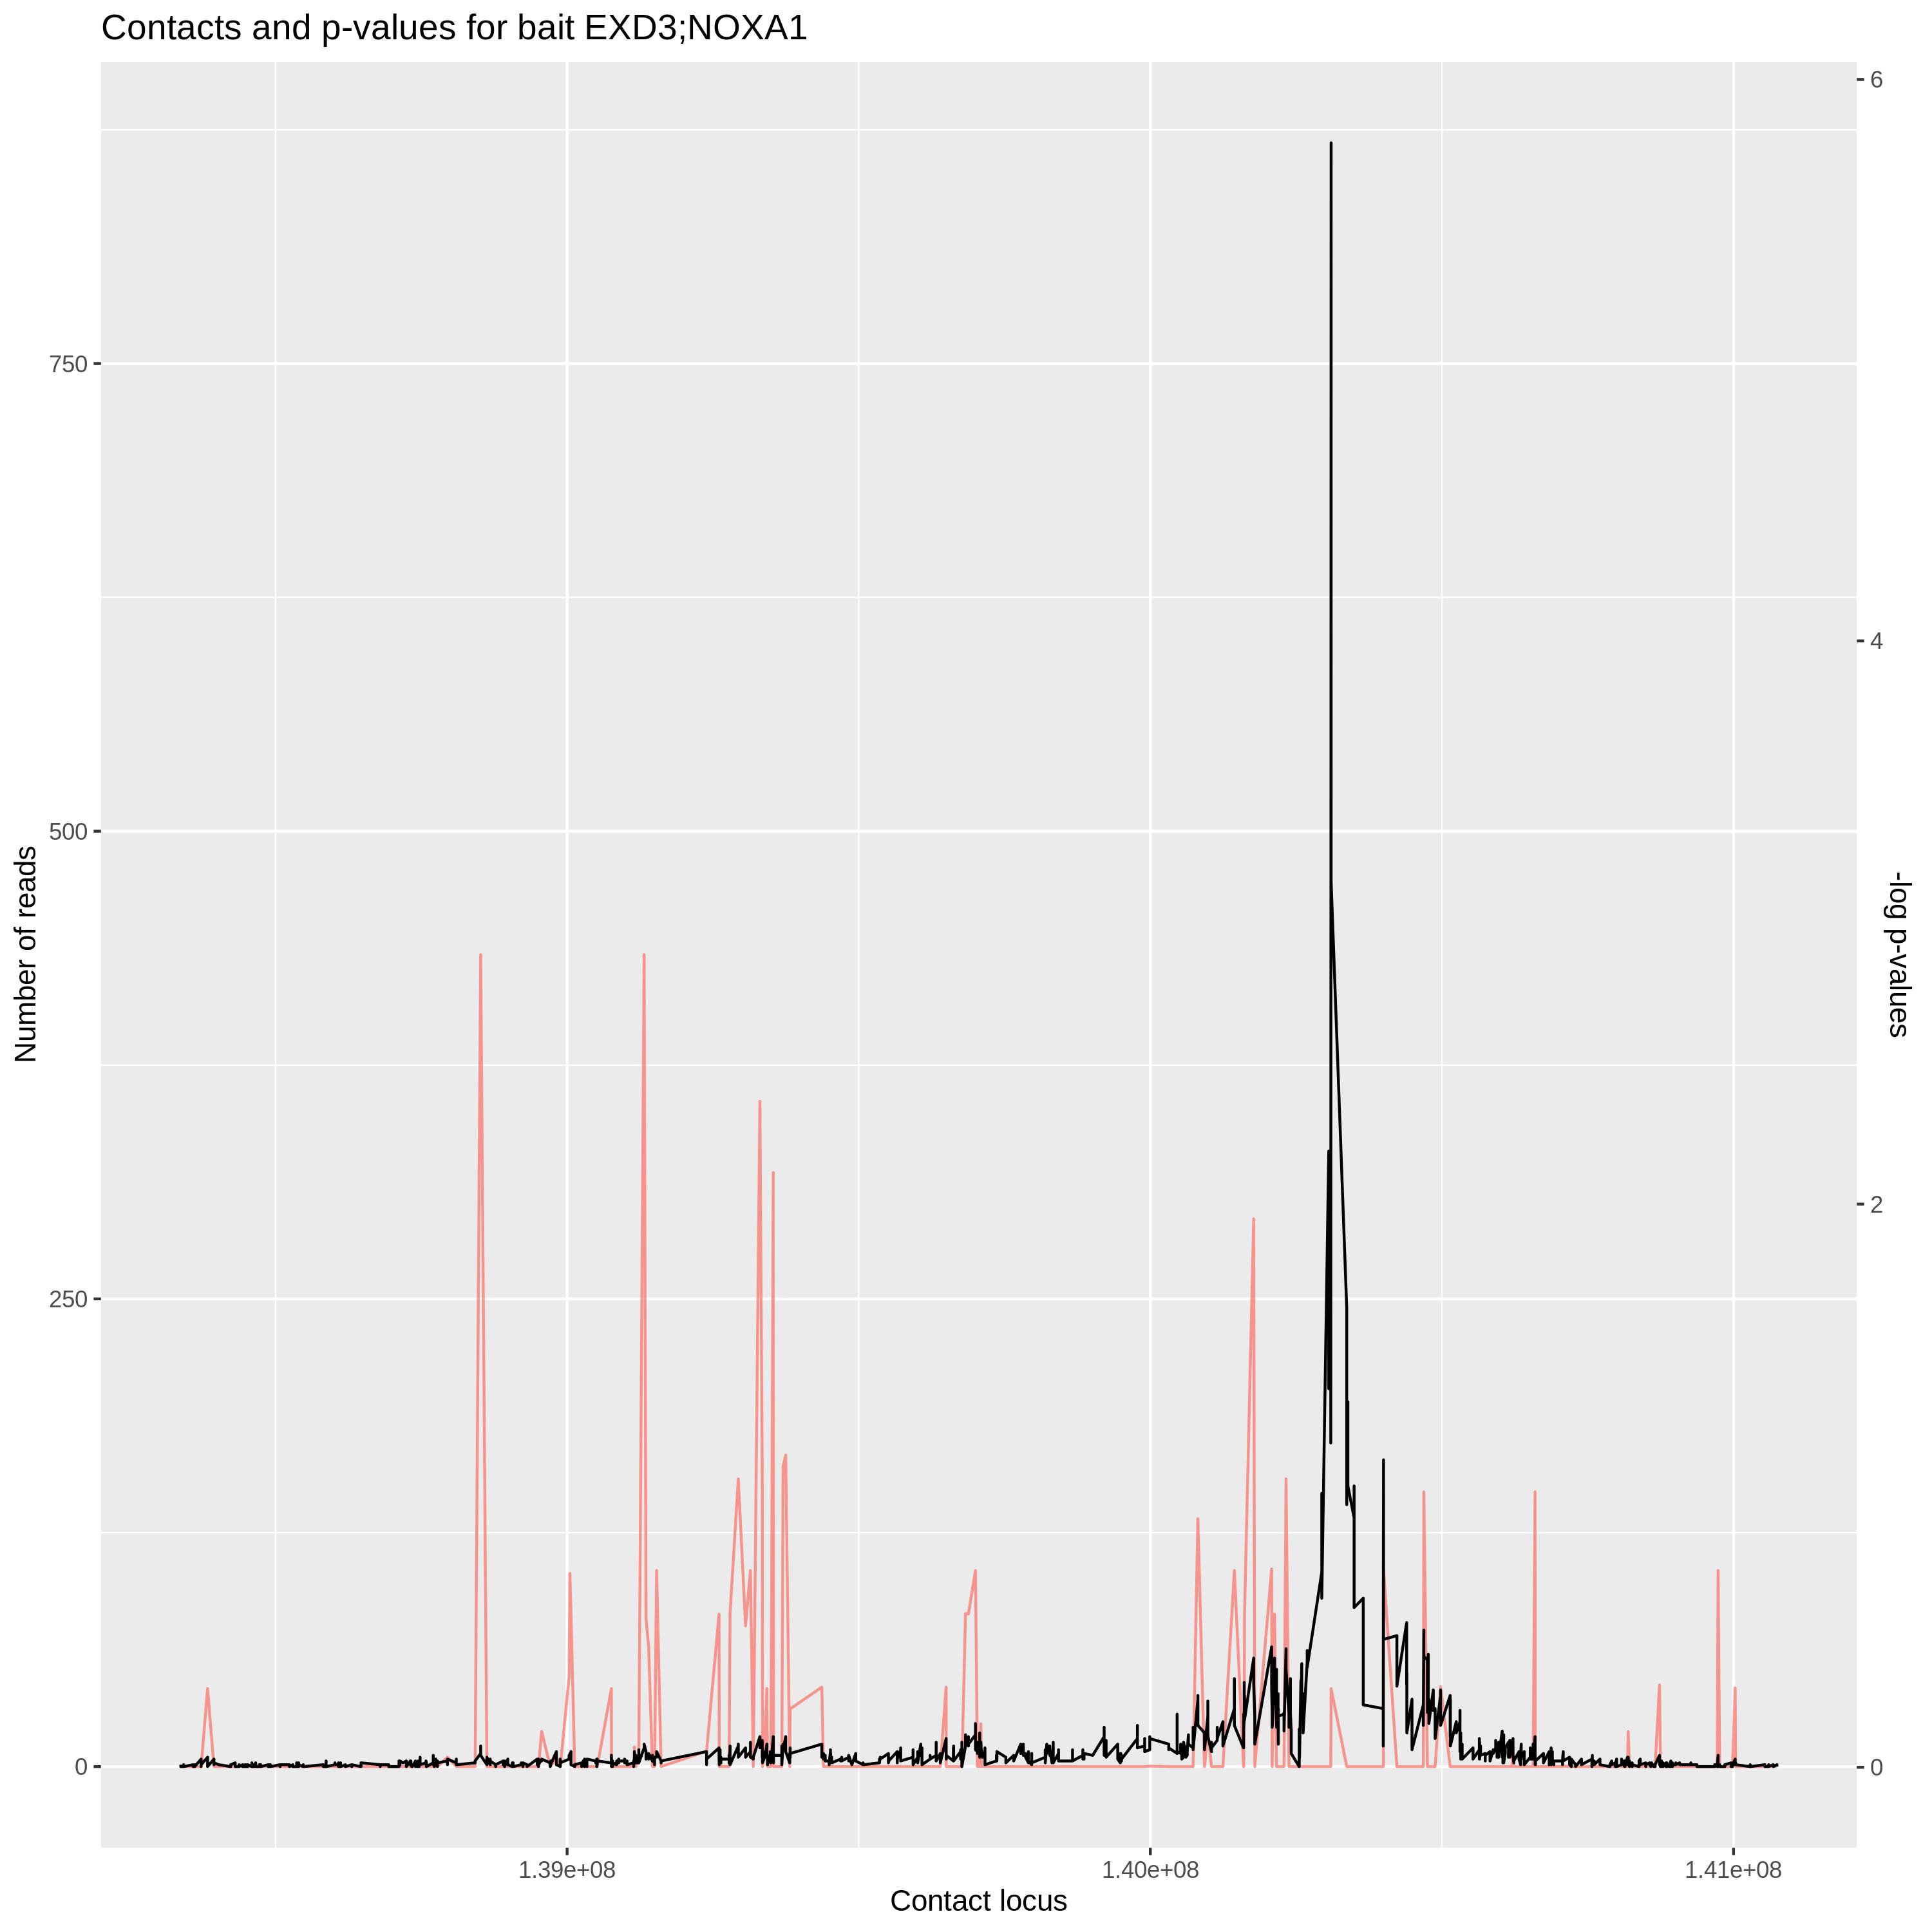 Contacts and p-values for bait EXD3;NOXA1
6
750
4
500
Number of reads
-log p-values
2
250
0
0
1.39e+08
1.40e+08
1.41e+08
Contact locus